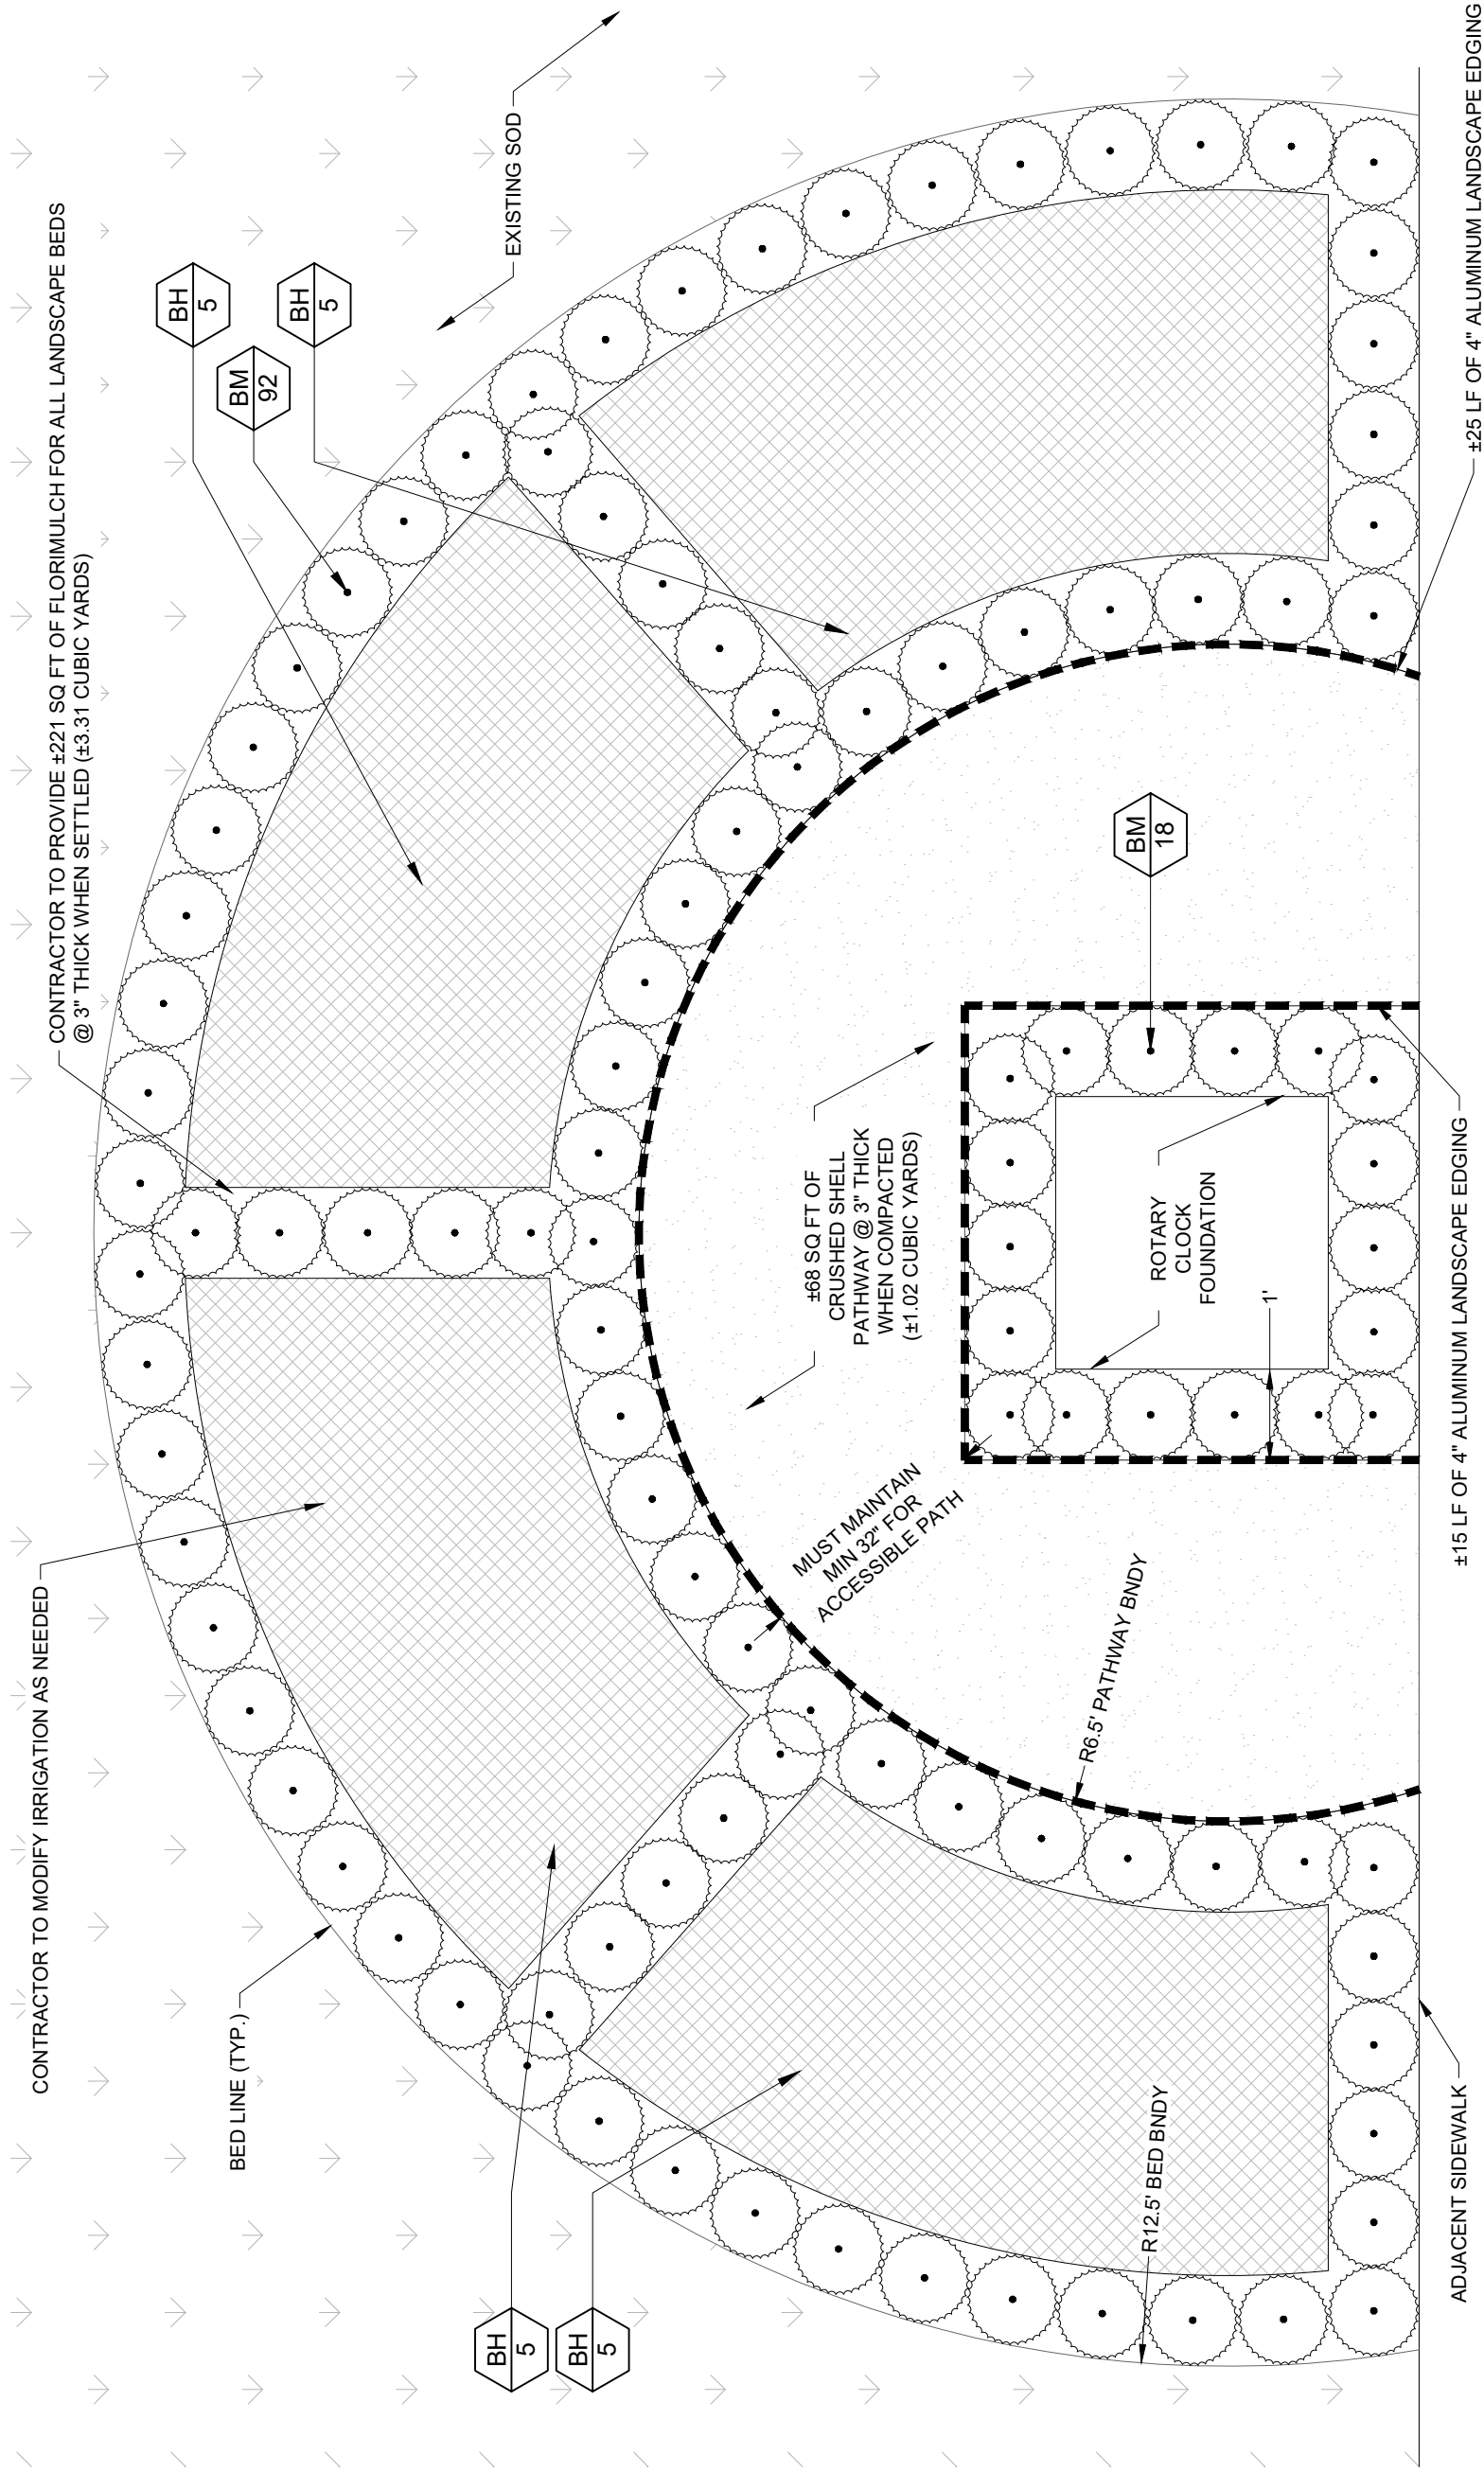 CONTRACTOR TO MODIFY IRRIGATION AS NEEDED
CONTRACTOR TO PROVIDE ±221 SQ FT OF FLORIMULCH FOR ALL LANDSCAPE BEDS
@ 3" THICK WHEN SETTLED (±3.31 CUBIC YARDS)
BH
5
BM
92
BH
5
EXISTING SOD
BED LINE (TYP.)
BH
5
BH
5
±68 SQ FT OF
CRUSHED SHELL
PATHWAY @ 3" THICK
WHEN COMPACTED
(±1.02 CUBIC YARDS)
MUST MAINTAIN
MIN 32" FOR
ACCESSIBLE PATH
BM
18
ROTARY
CLOCK
FOUNDATION
1'
R6.5' PATHWAY BNDY
R12.5' BED BNDY
ADJACENT SIDEWALK
±15 LF OF 4" ALUMINUM LANDSCAPE EDGING
±25 LF OF 4" ALUMINUM LANDSCAPE EDGING